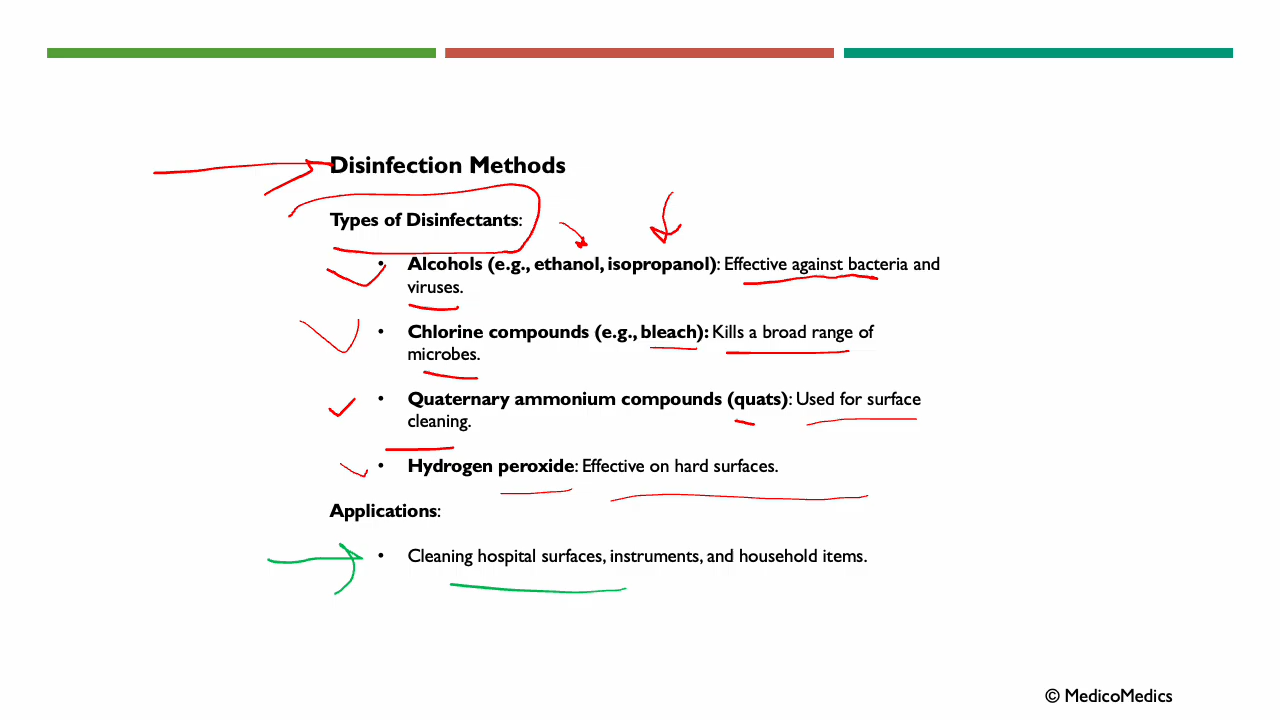 Disinfection Methods
Types of Disinfectants:
• Alcohols (e.g., ethanol, isopropanol): Effective against bacteria and
viruses.
• Chlorine compounds (e.g., bleach): Kills a broad range of
microbes.
• Quaternary ammonium compounds (quats): Used for surface
cleaning.
• Hydrogen peroxide: Effective on hard surfaces.
Applications:
• Cleaning hospital surfaces, instruments, and household items.
© MedicoMedics